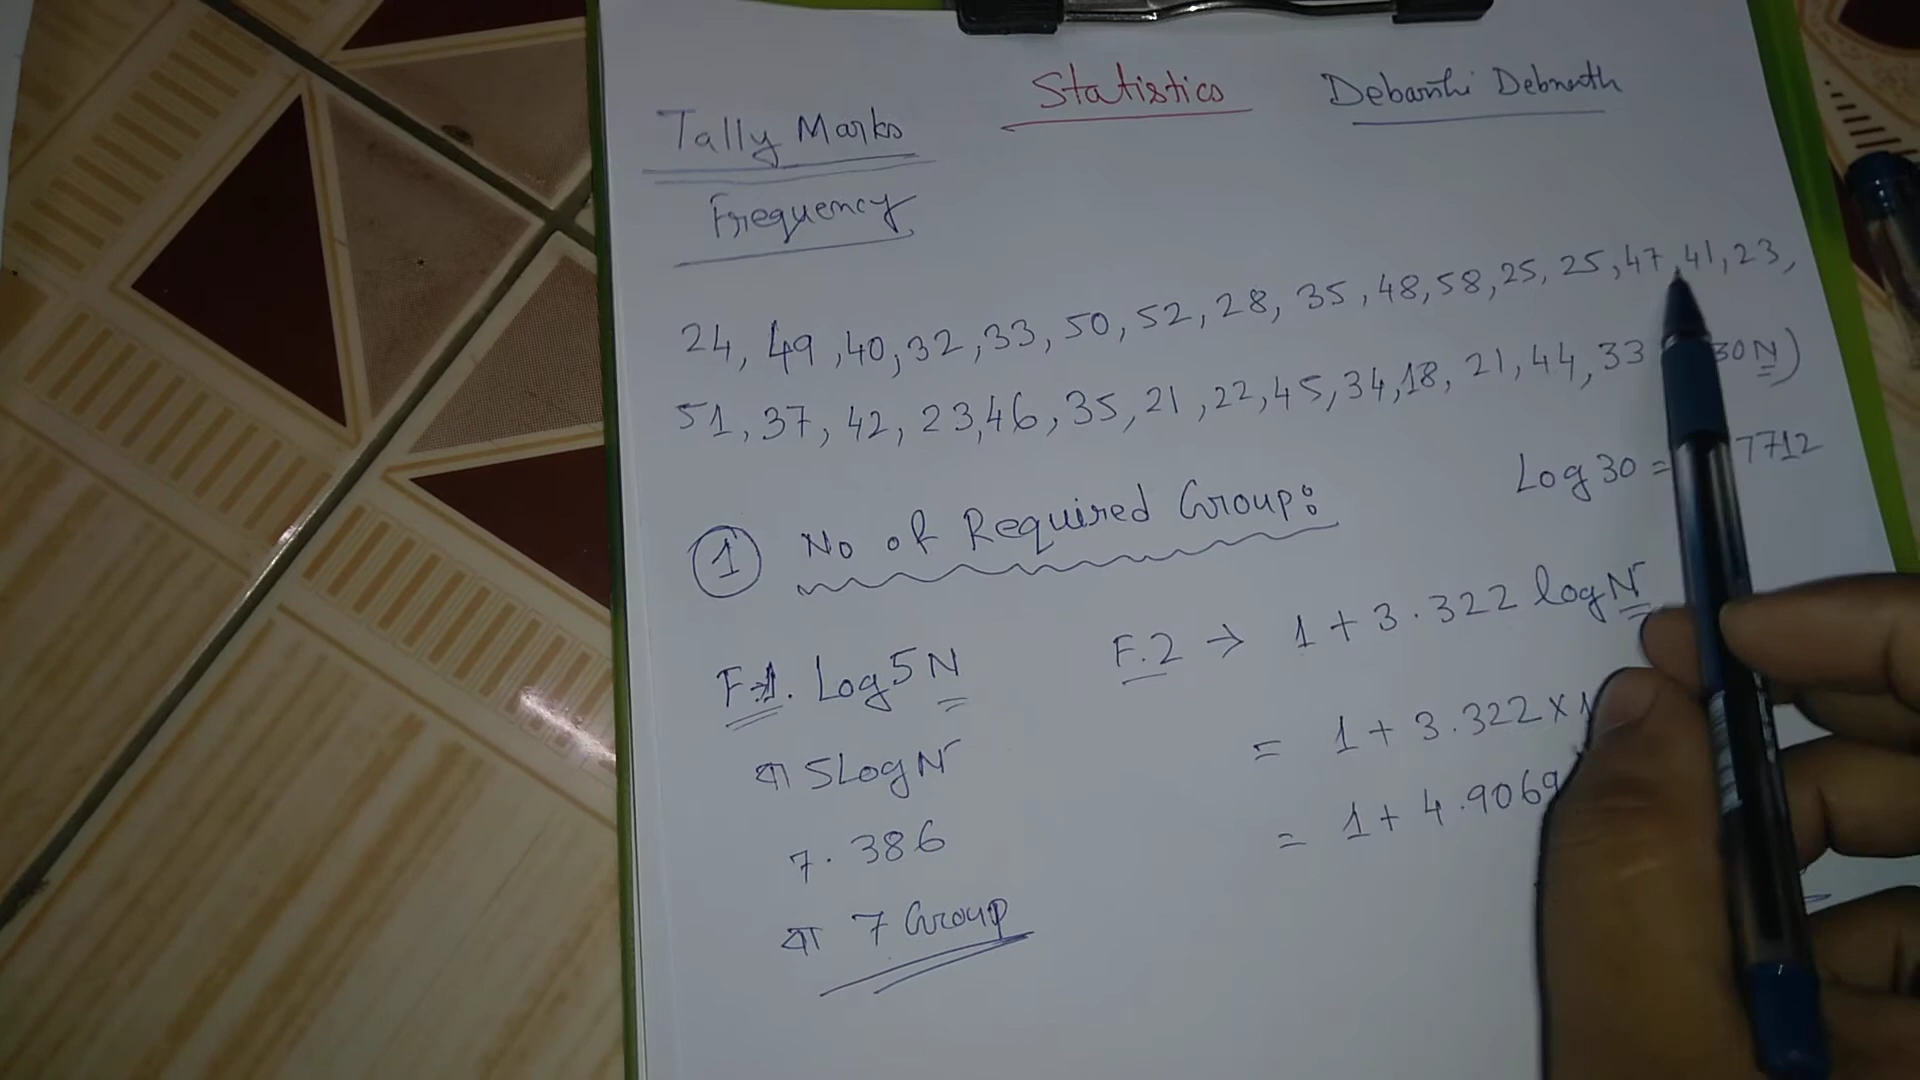 Statistics
Debarshi Debnath
Tally Marks
Frequency
24, 49, 40, 32, 33, 50, 52, 28, 35, 48, 58, 25, 25, 47, 41, 23,
51, 37, 42, 23, 46, 35, 21, 22, 45, 34, 18, 21, 44, 33 30 N)
Log 30 = 7712
1 No of Required Group:
F.1. Log 5 N
বা 5 Log N
7.386
বা 7 Group
F.2 → 1 + 3.322 log N
= 1 + 3.322 × 1
= 1 + 4.9069